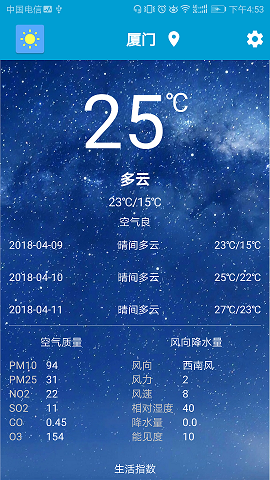 中国电信 下午4:53
厦门
25℃
多云
23℃/15℃
空气良
2018-04-09 晴间多云 23℃/15℃
2018-04-10 晴间多云 25℃/22℃
2018-04-11 晴间多云 27℃/23℃
空气质量 风向降水量
PM10 94 风向 西南风
PM25 31 风力 2
NO2 22 风速 8
SO2 11 相对湿度 40
CO 0.45 降水量 0.0
O3 154 能见度 10
生活指数